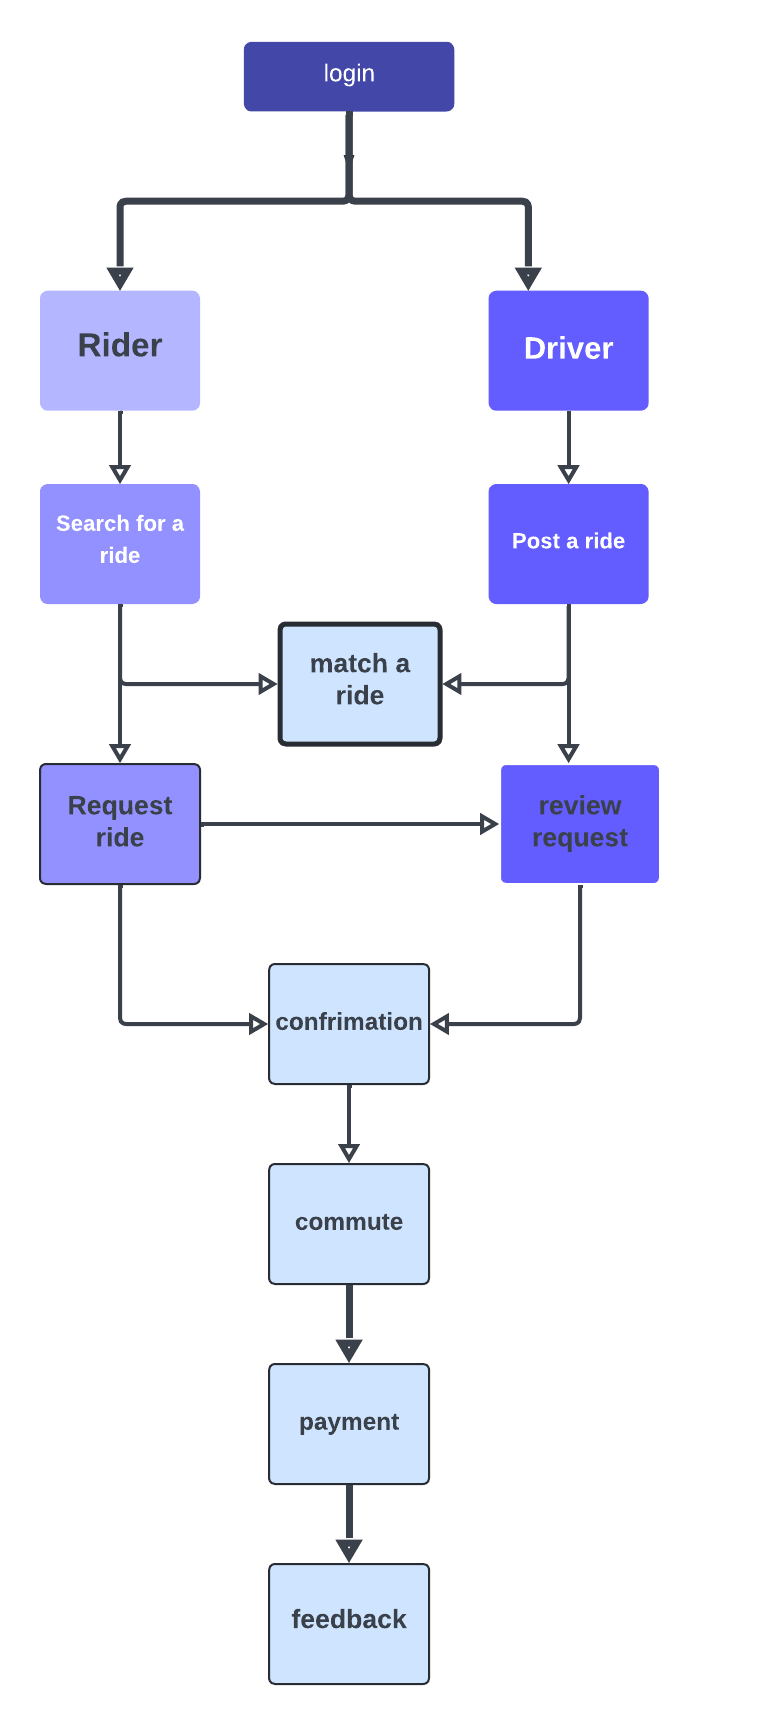 login
Rider
Driver
Search for a
ride
Post a ride
match a
ride
Request
ride
review
request
confrimation
commute
payment
feedback